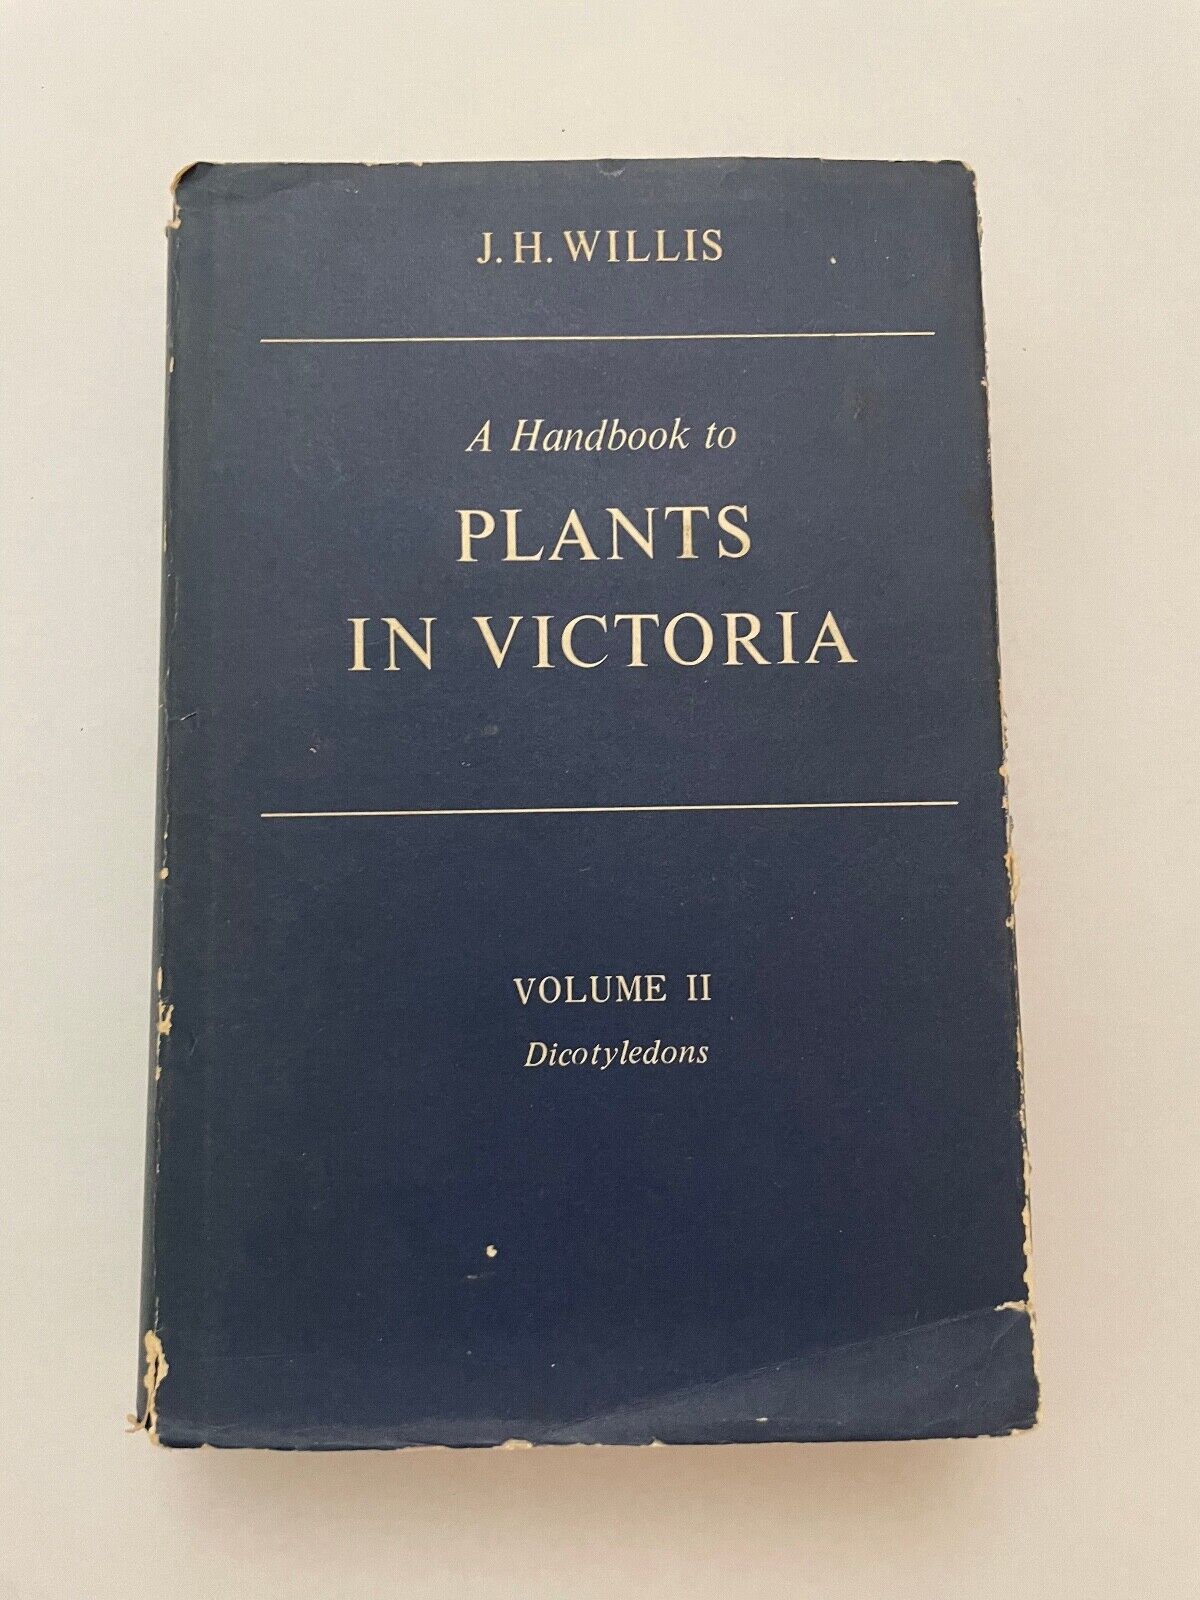 J. H. WILLIS
A Handbook to
PLANTS
IN VICTORIA
VOLUME II
Dicotyledons